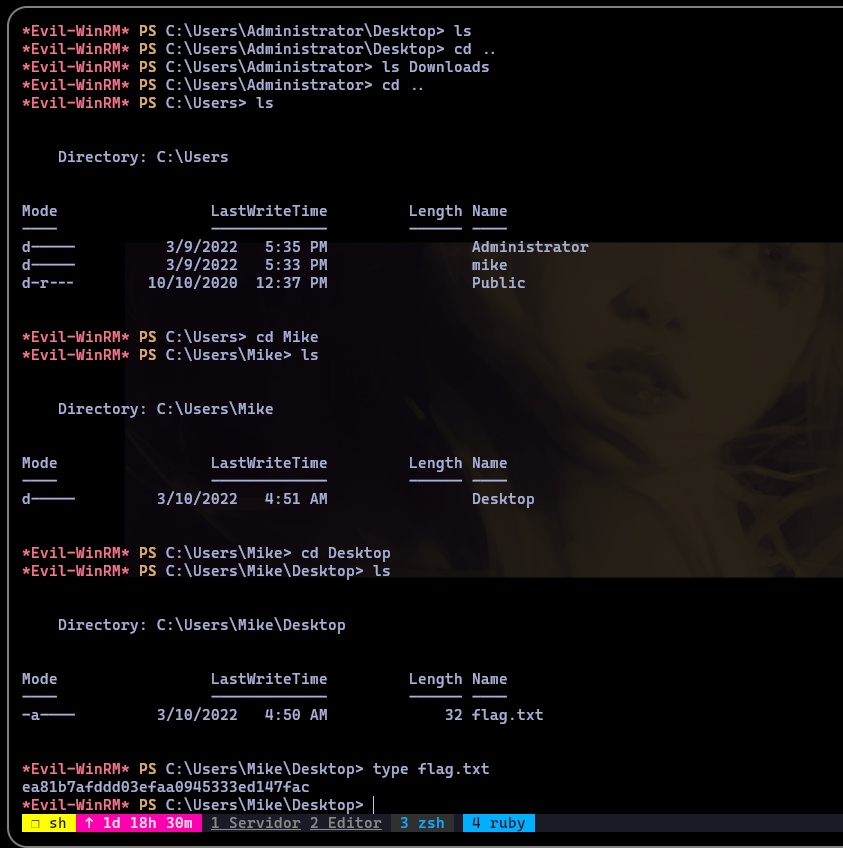 *Evil-WinRM* PS C:\Users\Administrator\Desktop> ls
*Evil-WinRM* PS C:\Users\Administrator\Desktop> cd ..
*Evil-WinRM* PS C:\Users\Administrator> ls Downloads
*Evil-WinRM* PS C:\Users\Administrator> cd ..
*Evil-WinRM* PS C:\Users> ls
Directory: C:\Users
Mode LastWriteTime Length Name
---- ------------- ------ ----
d----- 3/9/2022 5:35 PM Administrator
d----- 3/9/2022 5:33 PM mike
d-r--- 10/10/2020 12:37 PM Public
*Evil-WinRM* PS C:\Users> cd Mike
*Evil-WinRM* PS C:\Users\Mike> ls
Directory: C:\Users\Mike
Mode LastWriteTime Length Name
---- ------------- ------ ----
d----- 3/10/2022 4:51 AM Desktop
*Evil-WinRM* PS C:\Users\Mike> cd Desktop
*Evil-WinRM* PS C:\Users\Mike\Desktop> ls
Directory: C:\Users\Mike\Desktop
Mode LastWriteTime Length Name
---- ------------- ------ ----
-a---- 3/10/2022 4:50 AM 32 flag.txt
*Evil-WinRM* PS C:\Users\Mike\Desktop> type flag.txt
ea81b7afddd03efaa0945333ed147fac
*Evil-WinRM* PS C:\Users\Mike\Desktop>
❐ sh ↑ 1d 18h 30m 1 Servidor 2 Editor 3 zsh 4 ruby